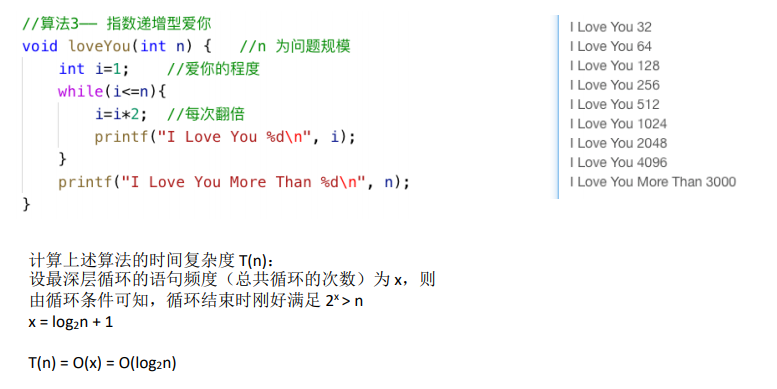 //算法3—— 指数递增型爱你
void loveYou(int n) {   //n 为问题规模
    int i=1;    //爱你的程度
    while(i<=n){
        i=i*2;  //每次翻倍
        printf("I Love You %d\n", i);
    }
    printf("I Love You More Than %d\n", n);
}
I Love You 32
I Love You 64
I Love You 128
I Love You 256
I Love You 512
I Love You 1024
I Love You 2048
I Love You 4096
I Love You More Than 3000
计算上述算法的时间复杂度 T(n)：
设最深层循环的语句频度（总共循环的次数）为 x，则
由循环条件可知，循环结束时刚好满足 2ˣ > n
x = log₂n + 1
T(n) = O(x) = O(log₂n)